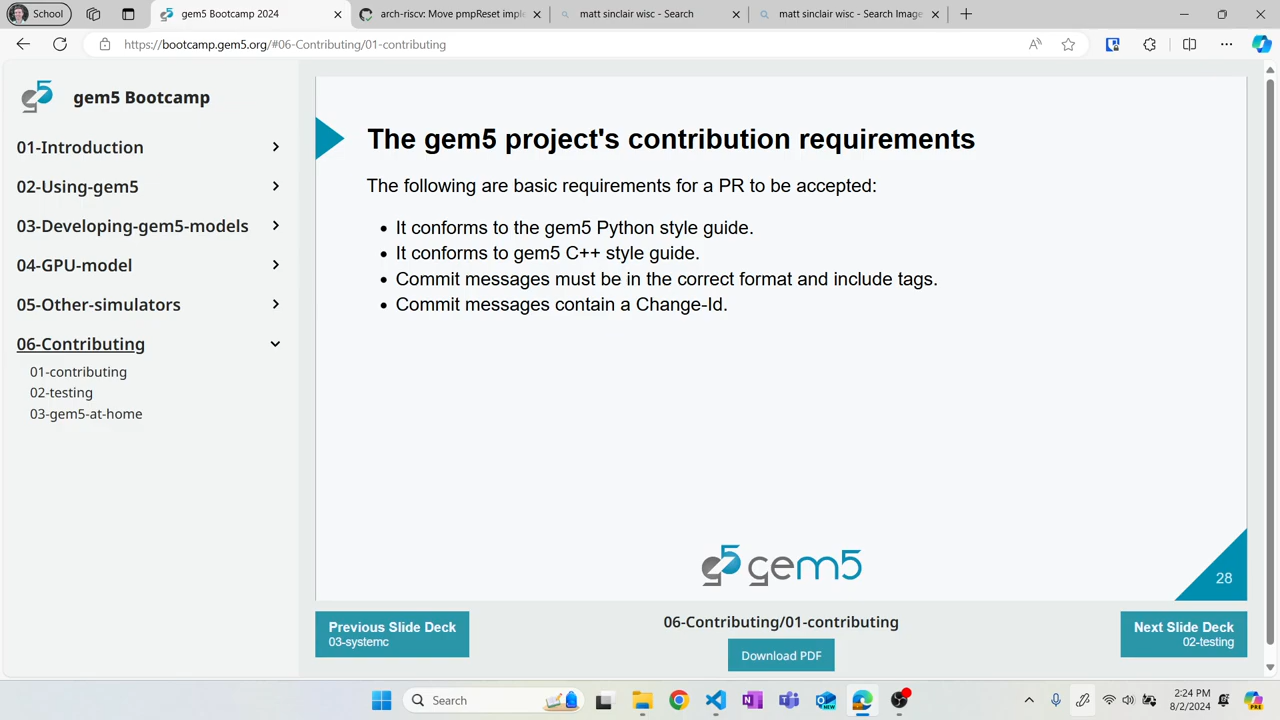 School
gem5 Bootcamp 2024
arch-riscv: Move pmpReset imple
matt sinclair wisc - Search
matt sinclair wisc - Search Image
https://bootcamp.gem5.org/#06-Contributing/01-contributing
gem5 Bootcamp
01-Introduction
02-Using-gem5
03-Developing-gem5-models
04-GPU-model
05-Other-simulators
06-Contributing
01-contributing
02-testing
03-gem5-at-home
The gem5 project's contribution requirements
The following are basic requirements for a PR to be accepted:
• It conforms to the gem5 Python style guide.
• It conforms to gem5 C++ style guide.
• Commit messages must be in the correct format and include tags.
• Commit messages contain a Change-Id.
g5 gem5
28
Previous Slide Deck
03-systemc
06-Contributing/01-contributing
Download PDF
Next Slide Deck
02-testing
Search
2:24 PM
8/2/2024